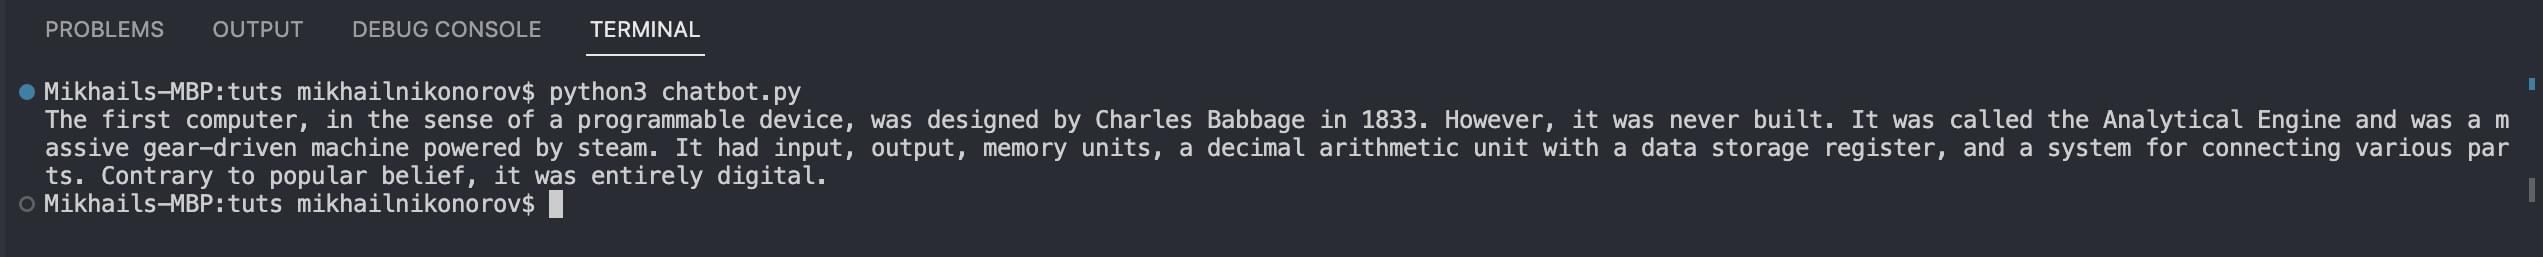 PROBLEMS OUTPUT DEBUG CONSOLE TERMINAL
Mikhails-MBP:tuts mikhailnikonorov$ python3 chatbot.py
The first computer, in the sense of a programmable device, was designed by Charles Babbage in 1833. However, it was never built. It was called the Analytical Engine and was a m
assive gear-driven machine powered by steam. It had input, output, memory units, a decimal arithmetic unit with a data storage register, and a system for connecting various par
ts. Contrary to popular belief, it was entirely digital.
Mikhails-MBP:tuts mikhailnikonorov$